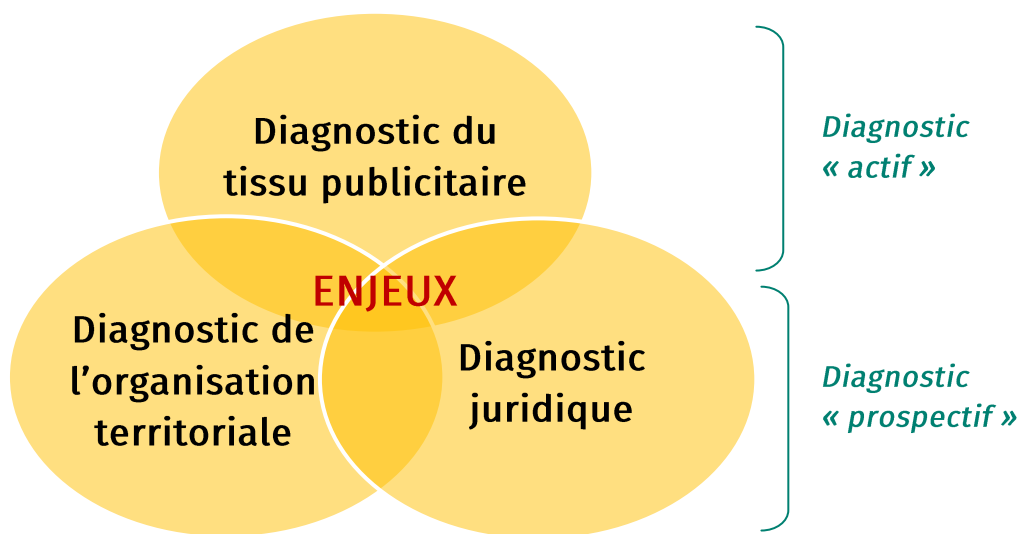 Diagnostic du
tissu publicitaire
Diagnostic
« actif »
ENJEUX
Diagnostic de
l’organisation
territoriale
Diagnostic
juridique
Diagnostic
« prospectif »